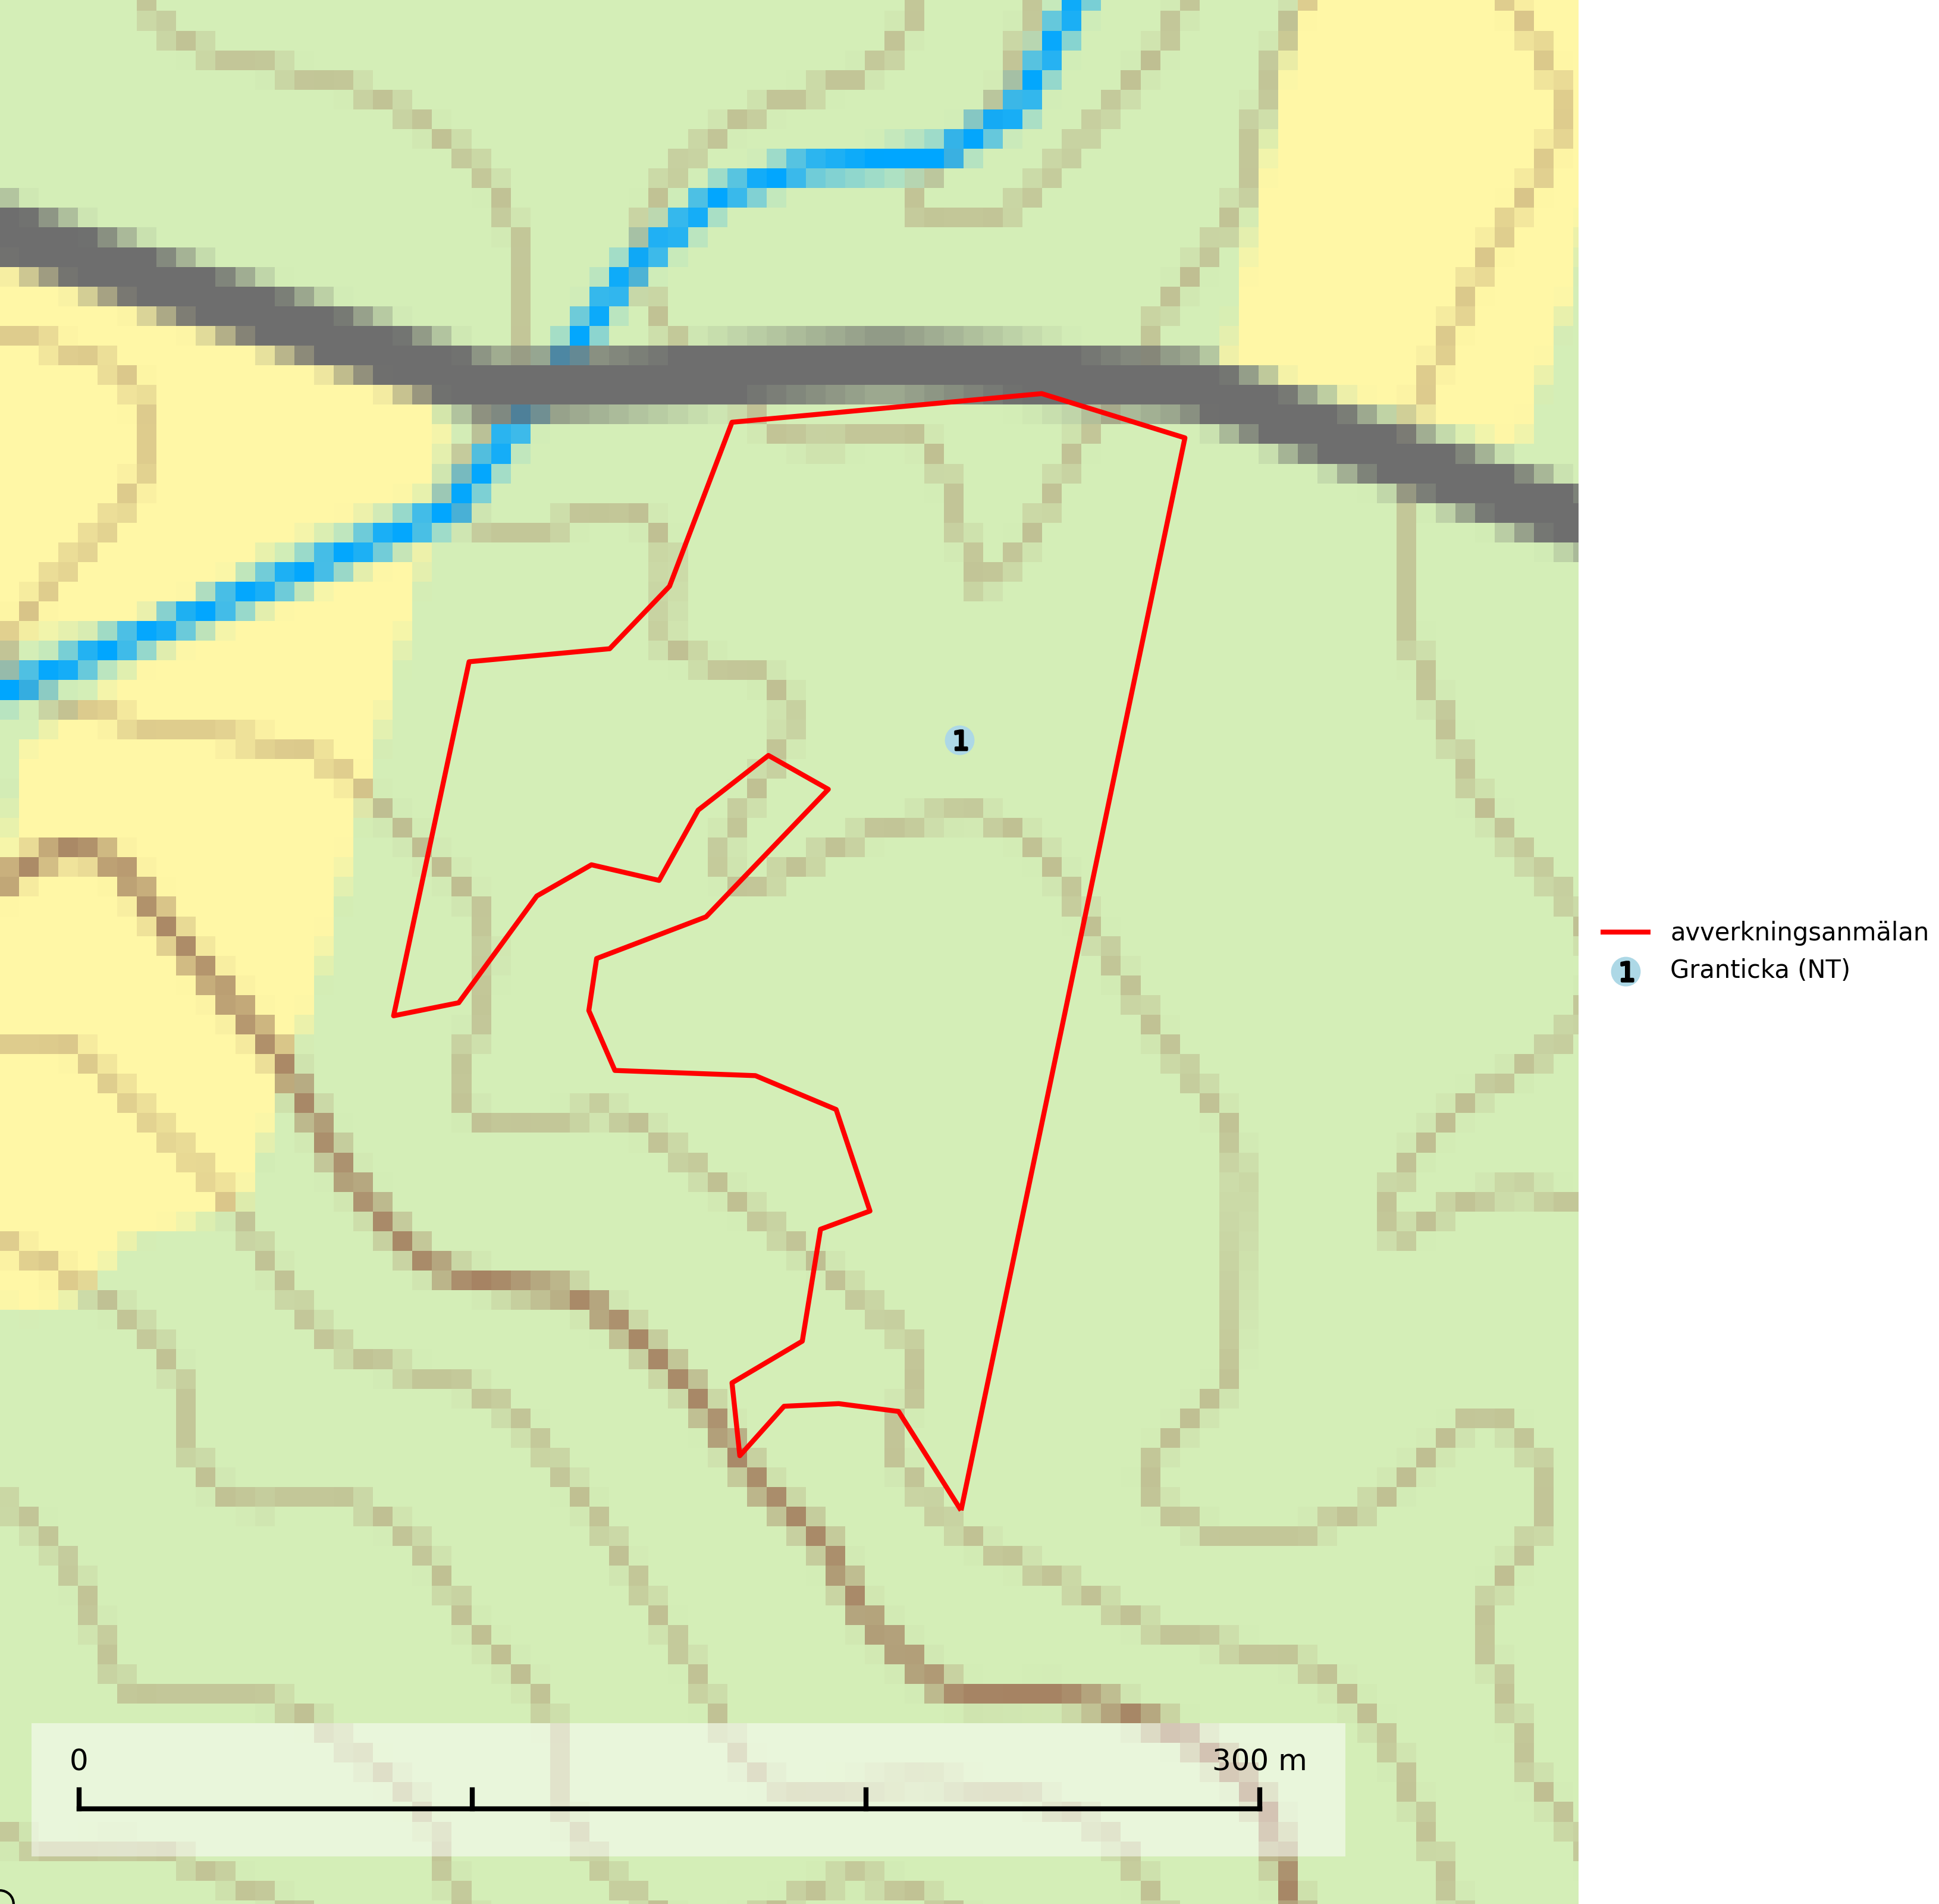 1
avverkningsanmälan
1 Granticka (NT)
0 300 m